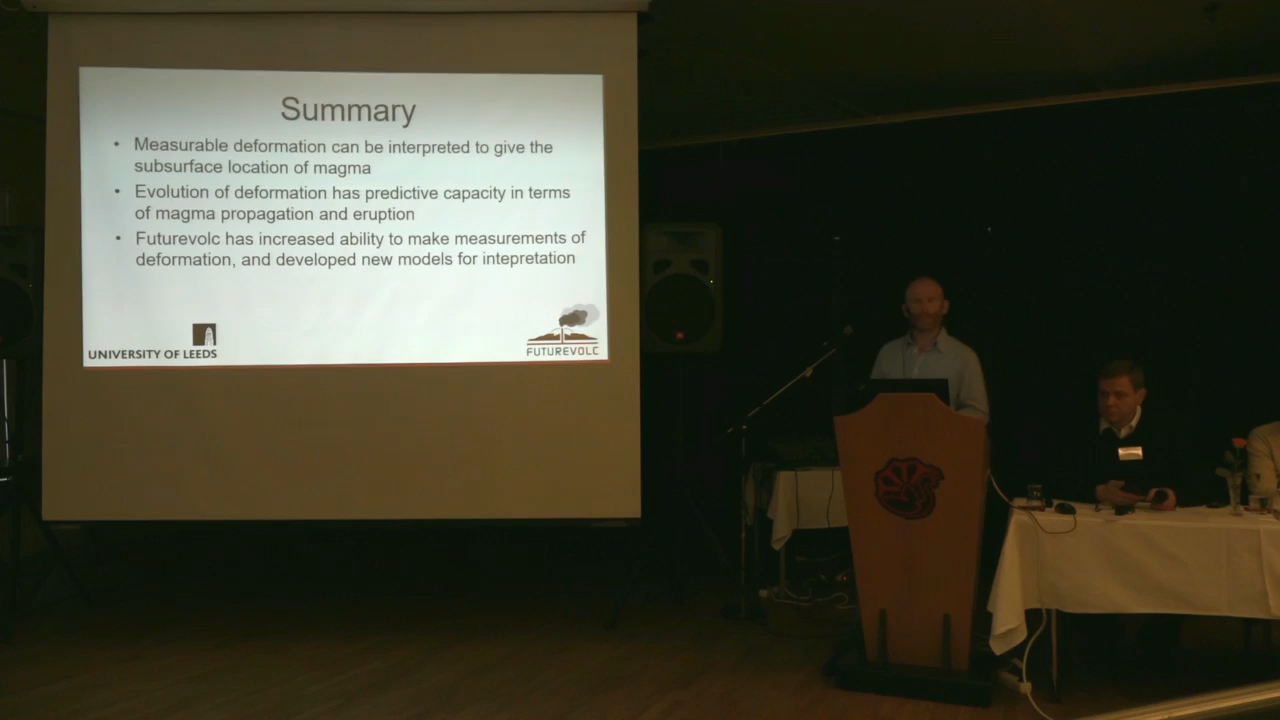 Summary
• Measurable deformation can be interpreted to give the
subsurface location of magma
• Evolution of deformation has predictive capacity in terms
of magma propagation and eruption
• Futurevolc has increased ability to make measurements of
deformation, and developed new models for intepretation
UNIVERSITY OF LEEDS
FUTUREVOLC